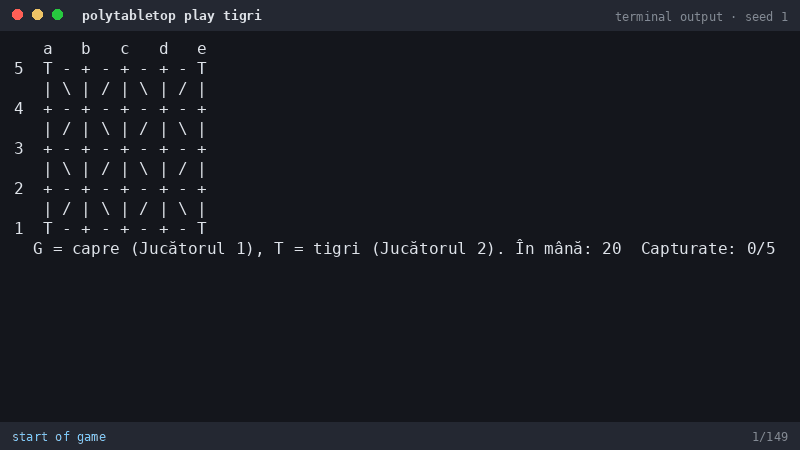 polytabletop play tigri
terminal output · seed 1
   a   b   c   d   e
5  T - + - + - + - T
   | \ | / | \ | / |
4  + - + - + - + - +
   | / | \ | / | \ |
3  + - + - + - + - +
   | \ | / | \ | / |
2  + - + - + - + - +
   | / | \ | / | \ |
1  T - + - + - + - T
  G = capre (Jucătorul 1), T = tigri (Jucătorul 2). În mână: 20  Capturate: 0/5
start of game
1/149